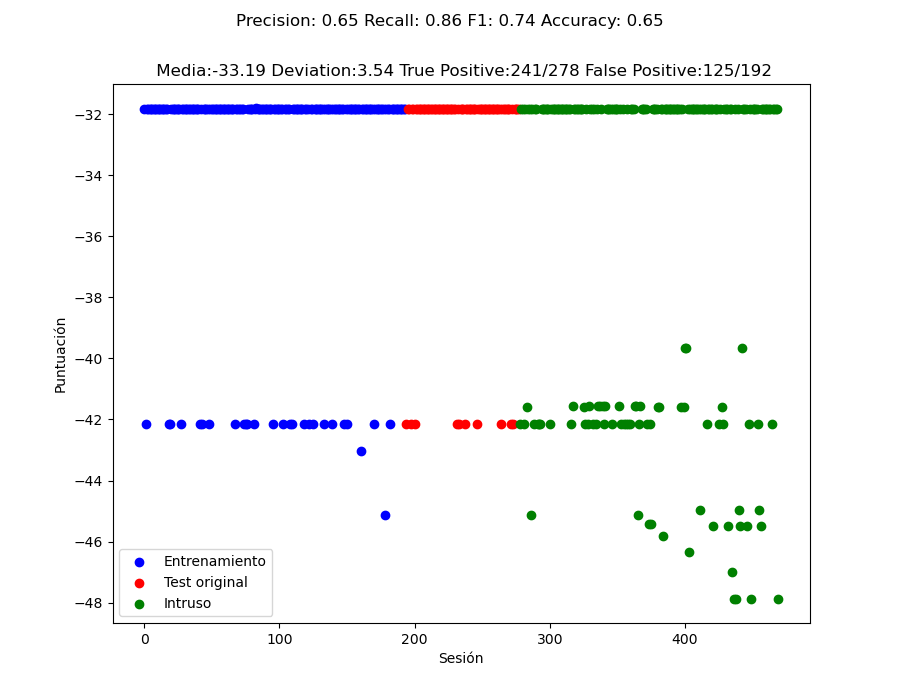 Precision: 0.65 Recall: 0.86 F1: 0.74 Accuracy: 0.65
Media:-33.19 Deviation:3.54 True Positive:241/278 False Positive:125/192
−32
−34
−36
−38
−40
−42
−44
−46
−48
Puntuación
Entrenamiento
Test original
Intruso
0
100
200
300
400
Sesión